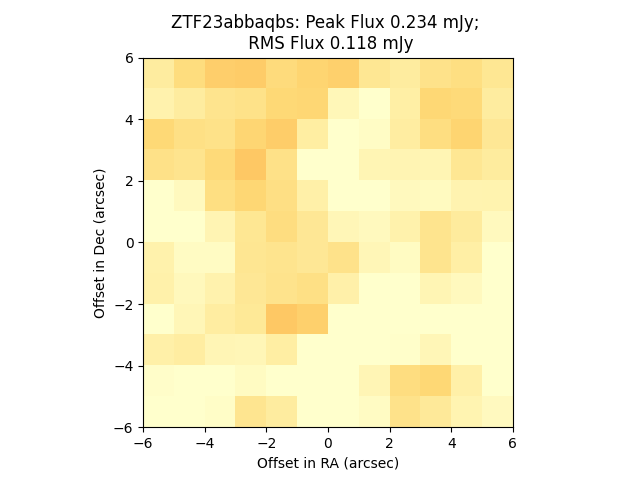 ZTF23abbaqbs: Peak Flux 0.234 mJy;
RMS Flux 0.118 mJy
6
4
2
0
−2
−4
−6
Offset in Dec (arcsec)
−6 −4 −2 0 2 4 6
Offset in RA (arcsec)